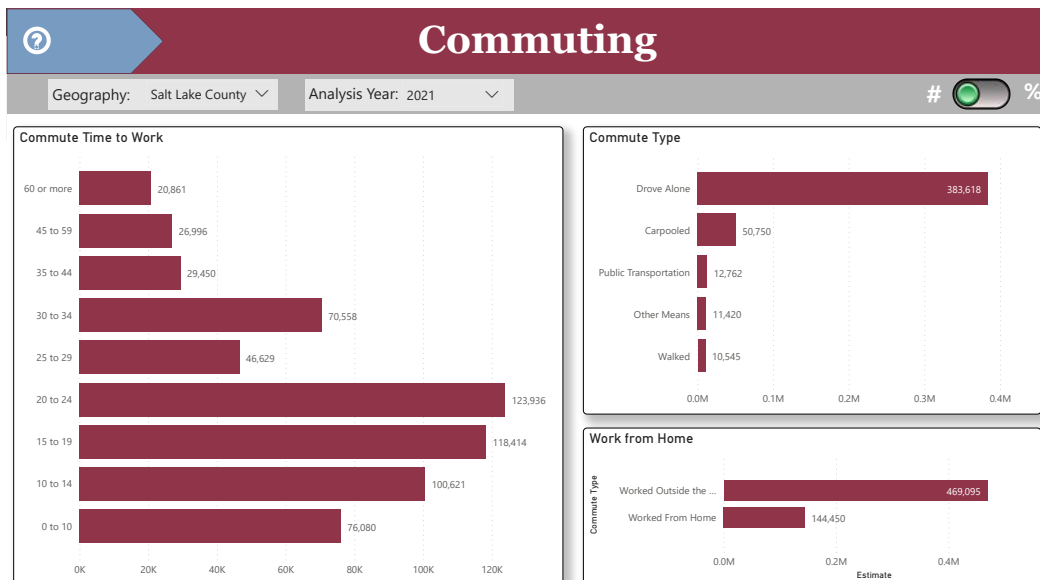 ?
Commuting
Geography: Salt Lake County
Analysis Year: 2021
# %
Commute Time to Work
60 or more 20,861
45 to 59 26,996
35 to 44 29,450
30 to 34 70,558
25 to 29 46,629
20 to 24 123,936
15 to 19 118,414
10 to 14 100,621
0 to 10 76,080
0K 20K 40K 60K 80K 100K 120K
Commute Type
Drove Alone 383,618
Carpooled 50,750
Public Transportation 12,762
Other Means 11,420
Walked 10,545
0.0M 0.1M 0.2M 0.3M 0.4M
Work from Home
Commute Type
Worked Outside the ... 469,095
Worked From Home 144,450
0.0M 0.2M 0.4M
Estimate